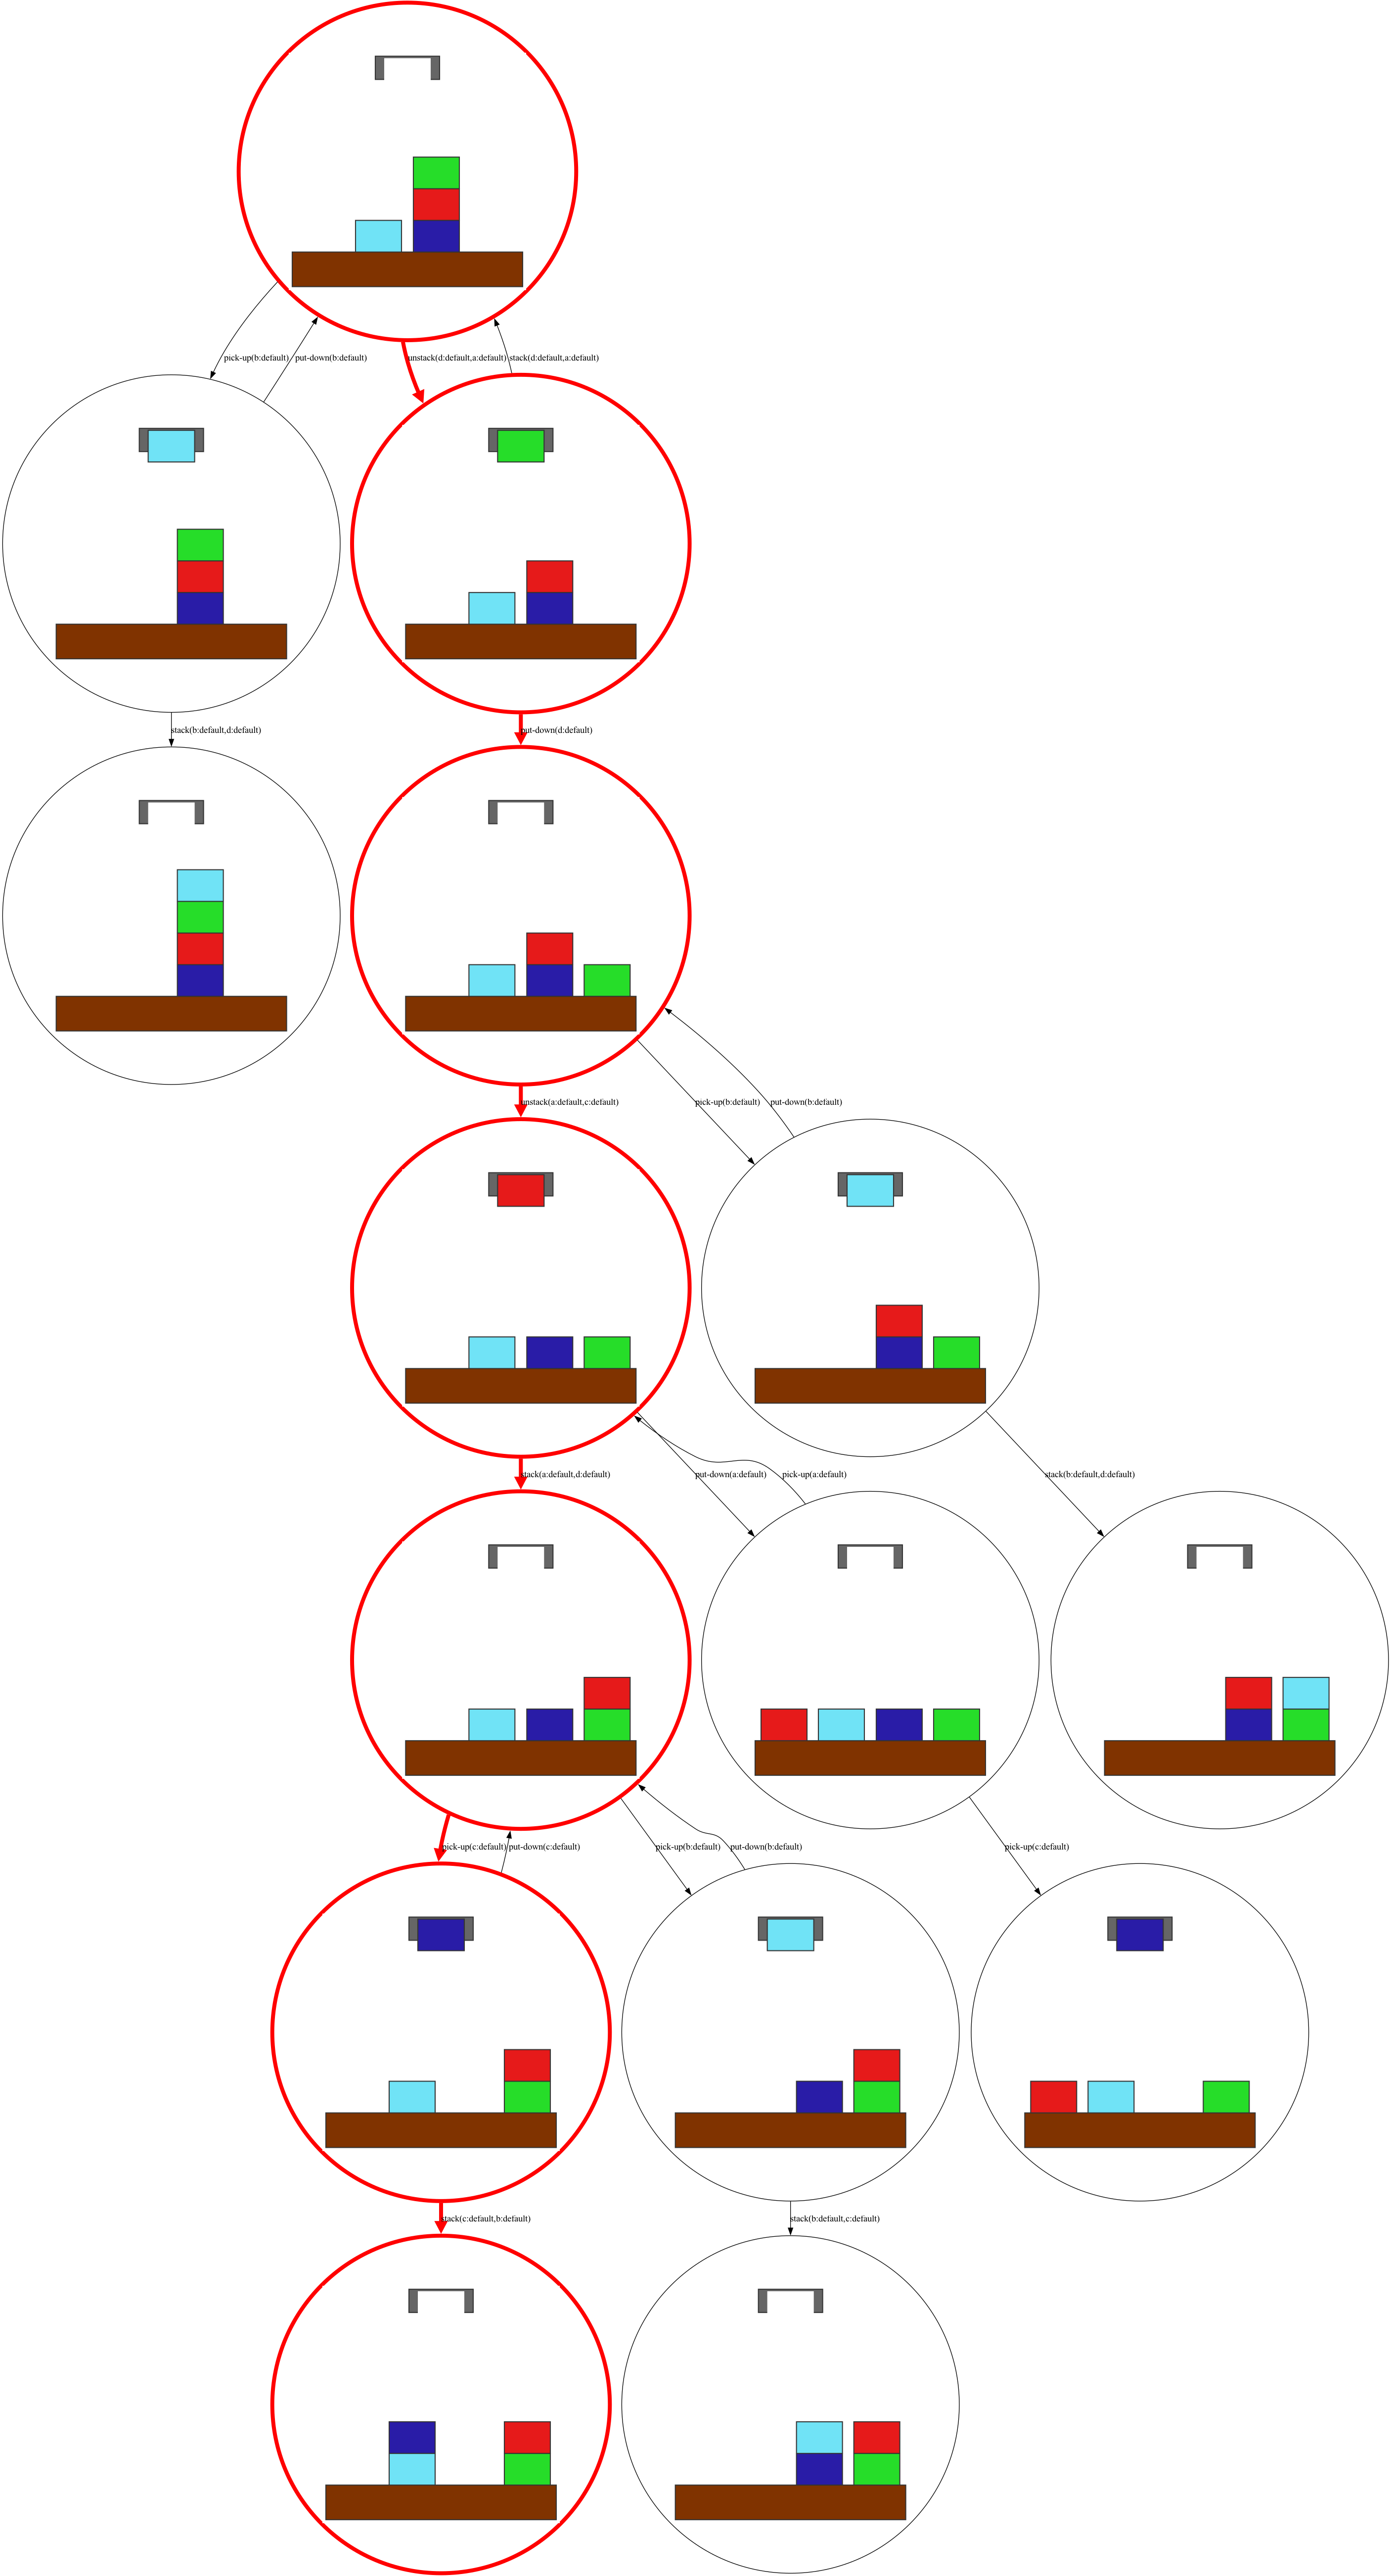 pick-up(b:default)
put-down(b:default)
unstack(d:default,a:default)
stack(d:default,a:default)
stack(b:default,d:default)
put-down(d:default)
unstack(a:default,c:default)
pick-up(b:default)
put-down(b:default)
stack(a:default,d:default)
put-down(a:default)
pick-up(a:default)
stack(b:default,d:default)
pick-up(c:default)
put-down(c:default)
pick-up(b:default)
put-down(b:default)
pick-up(c:default)
stack(c:default,b:default)
stack(b:default,c:default)